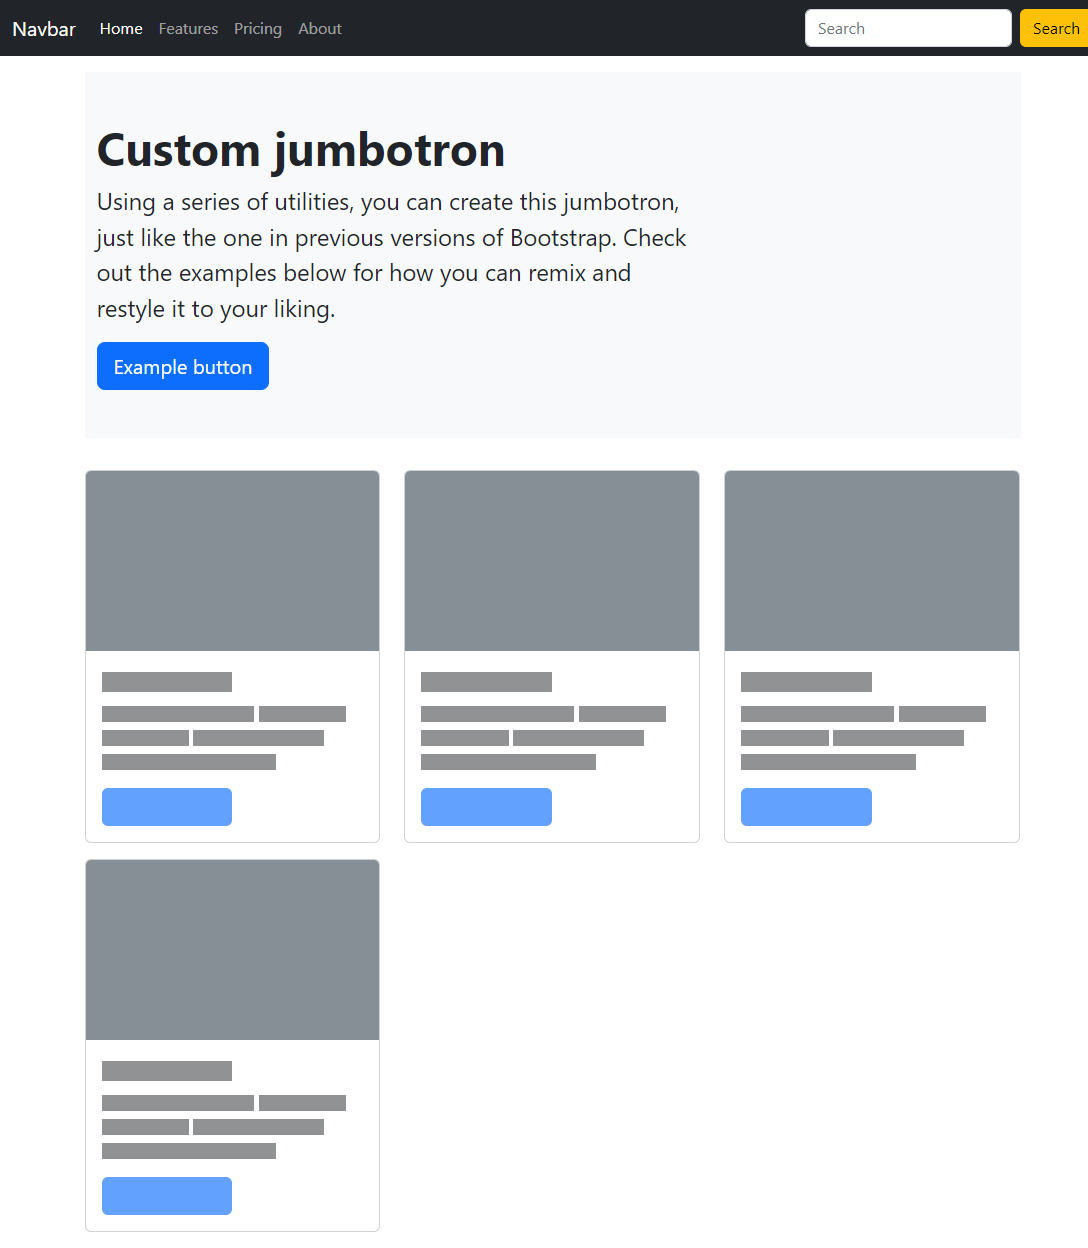 Navbar Home Features Pricing About Search Search
Custom jumbotron
Using a series of utilities, you can create this jumbotron,
just like the one in previous versions of Bootstrap. Check
out the examples below for how you can remix and
restyle it to your liking.
Example button